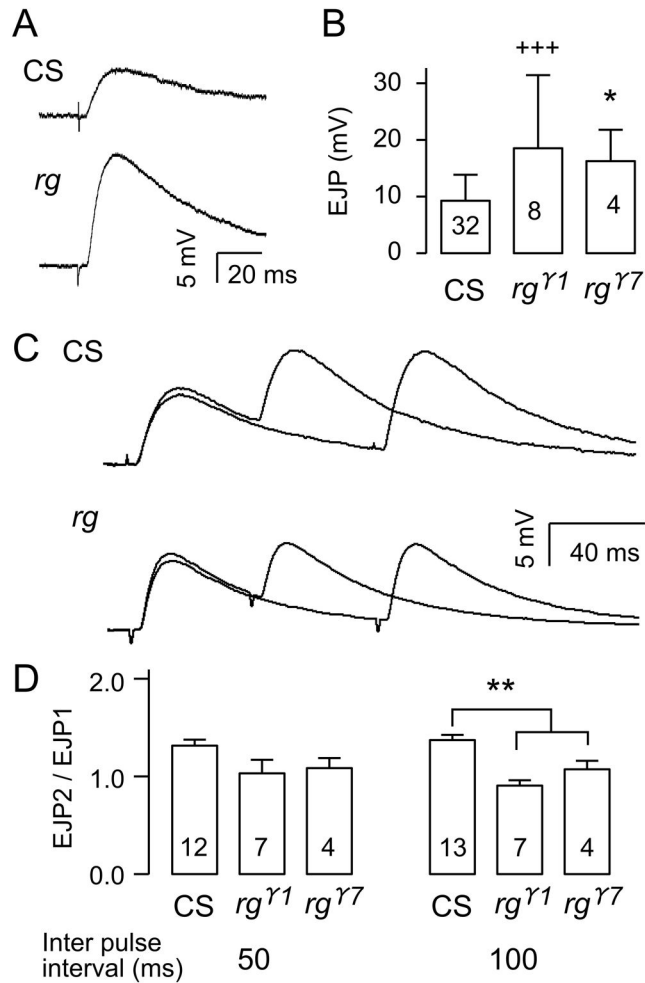 A
CS
rg
5 mV
20 ms
B
EJP (mV)
30
20
10
0
+++
*
32
8
4
CS
rgγ1
rgγ7
C
CS
rg
5 mV
40 ms
D
EJP2 / EJP1
2.0
1.0
0.0
**
12
7
4
13
7
4
CS
rgγ1
rgγ7
CS
rgγ1
rgγ7
Inter pulse
interval (ms)
50
100